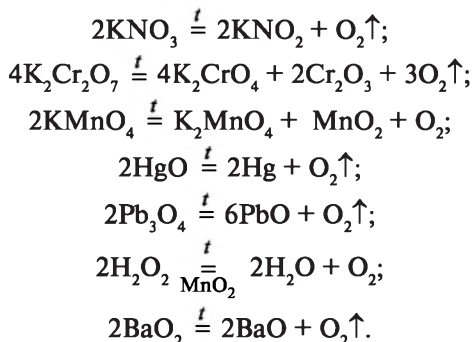 2KNO₃ =ᵗ 2KNO₂ + O₂↑;
4K₂Cr₂O₇ =ᵗ 4K₂CrO₄ + 2Cr₂O₃ + 3O₂↑;
2KMnO₄ =ᵗ K₂MnO₄ + MnO₂ + O₂;
2HgO =ᵗ 2Hg + O₂↑;
2Pb₃O₄ =ᵗ 6PbO + O₂↑;
2H₂O₂ =ᵗ MnO₂ 2H₂O + O₂;
2BaO₂ =ᵗ 2BaO + O₂↑.